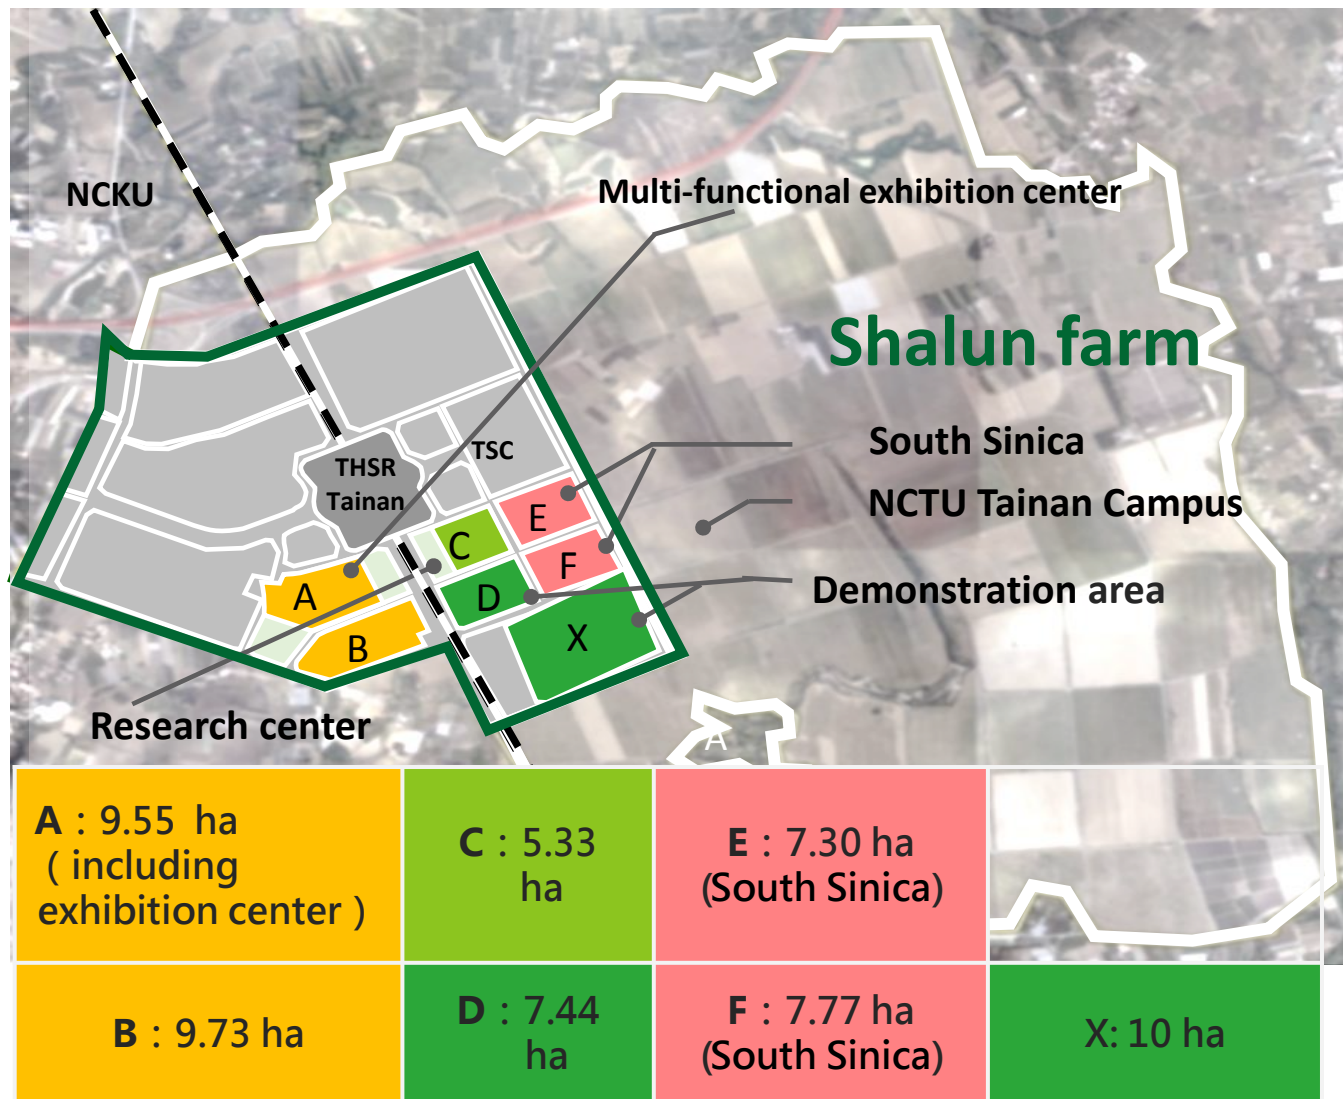 NCKU
Multi-functional exhibition center
Shalun farm
THSR
Tainan
TSC
South Sinica
NCTU Tainan Campus
Demonstration area
E
C
F
A
D
B
X
Research center
A
A : 9.55 ha
( including
exhibition center )
C : 5.33
ha
E : 7.30 ha
(South Sinica)
B : 9.73 ha
D : 7.44
ha
F : 7.77 ha
(South Sinica)
X: 10 ha